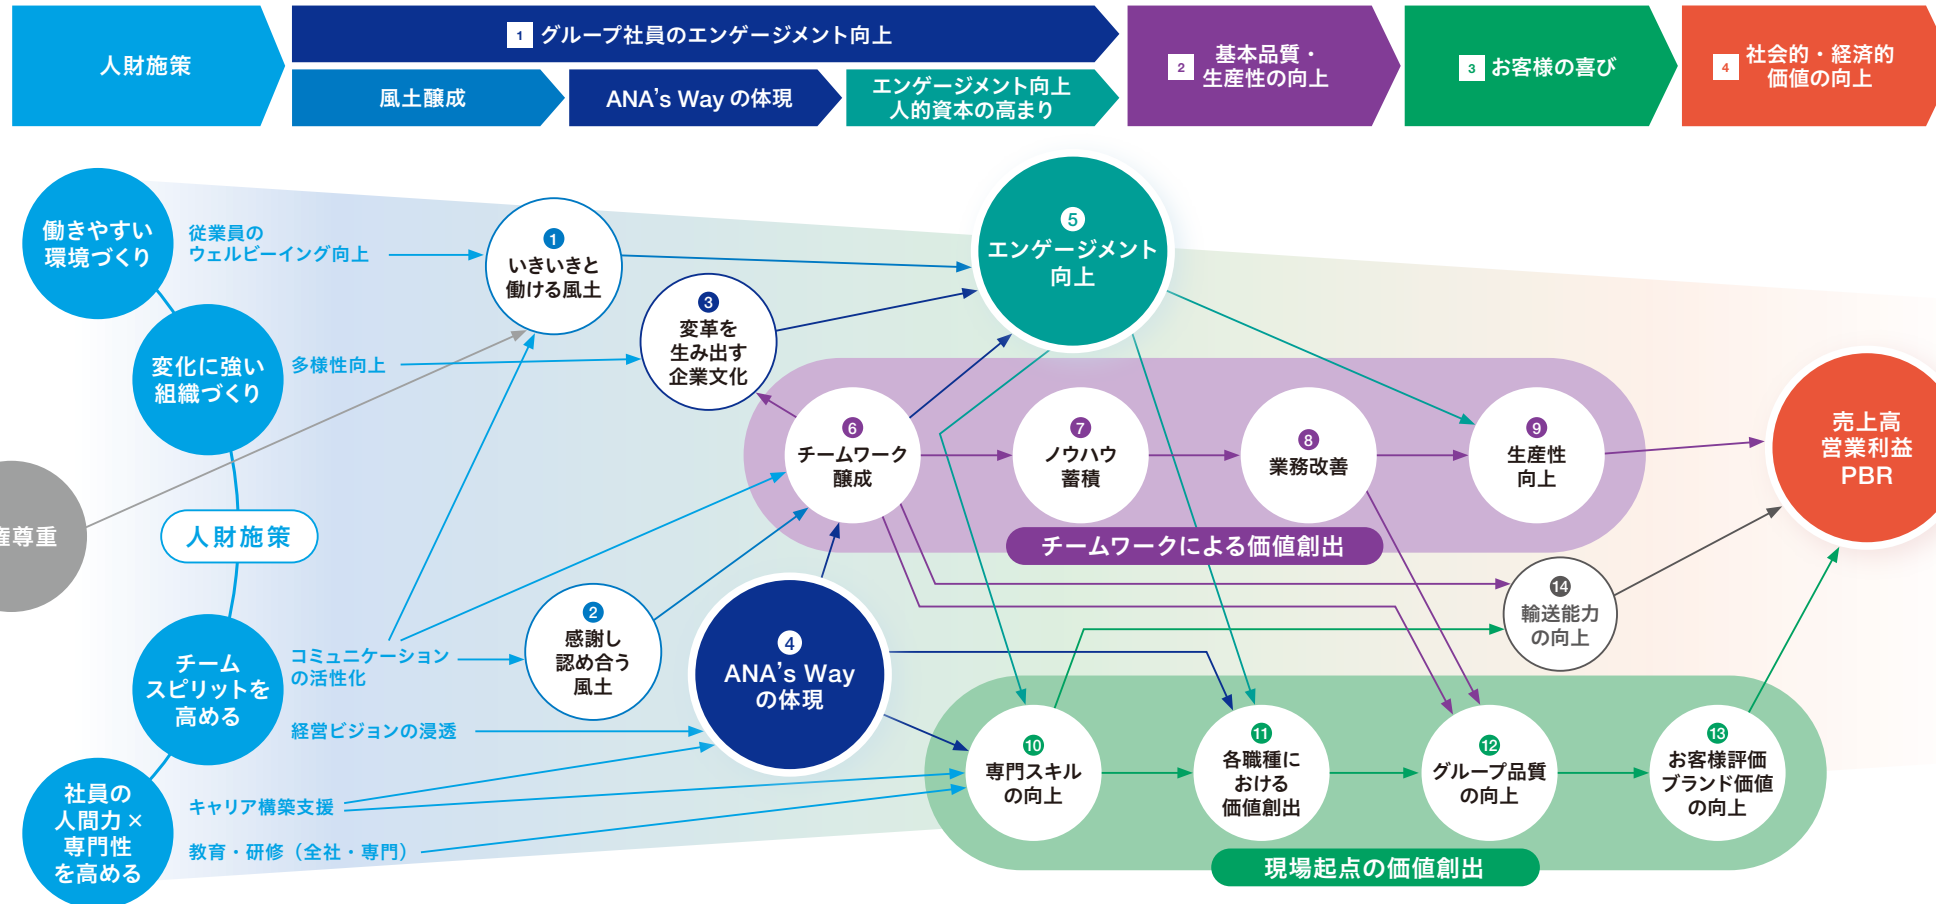 人財施策
1 グループ社員のエンゲージメント向上
風土醸成
ANA's Way の体現
エンゲージメント向上
人的資本の高まり
2 基本品質・
生産性の向上
3 お客様の喜び
4 社会的・経済的
価値の向上
働きやすい
環境づくり
従業員の
ウェルビーイング向上
変化に強い
組織づくり
多様性向上
権尊重
人財施策
チーム
スピリットを
高める
コミュニケーション
の活性化
経営ビジョンの浸透
社員の
人間力×
専門性
を高める
キャリア構築支援
教育・研修（全社・専門）
1
いきいきと
働ける風土
2
感謝し
認め合う
風土
3
変革を
生み出す
企業文化
4
ANA's Way
の体現
5
エンゲージメント
向上
6
チームワーク
醸成
7
ノウハウ
蓄積
8
業務改善
9
生産性
向上
チームワークによる価値創出
10
専門スキル
の向上
11
各職種に
おける
価値創出
12
グループ品質
の向上
13
お客様評価
ブランド価値
の向上
現場起点の価値創出
14
輸送能力
の向上
売上高
営業利益
PBR